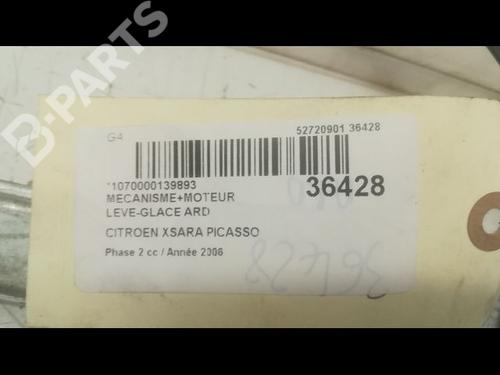 B-PARTS
G4
52720901 36428
*1070000139893
36428
MECANISME+MOTEUR
LEVE-GLACE ARD
CITROEN XSARA PICASSO
Phase 2 cc / Année 2006
36428